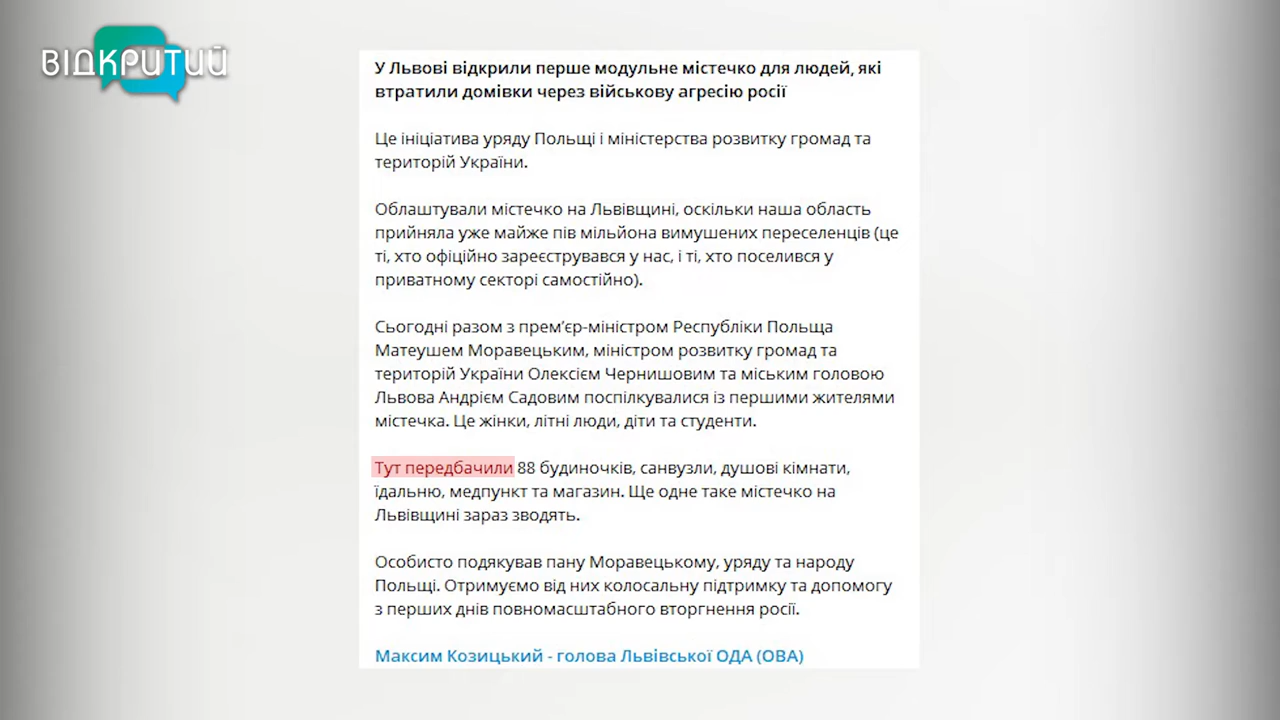 ВІДКРИТИЙ
У Львові відкрили перше модульне містечко для людей, які
втратили домівки через військову агресію росії
Це ініціатива уряду Польщі і міністерства розвитку громад та
територій України.
Облаштували містечко на Львівщині, оскільки наша область
прийняла уже майже пів мільйона вимушених переселенців (це
ті, хто офіційно зареєструвався у нас, і ті, хто поселився у
приватному секторі самостійно).
Сьогодні разом з прем’єр-міністром Республіки Польща
Матеушем Моравецьким, міністром розвитку громад та
територій України Олексієм Чернишовим та міським головою
Львова Андрієм Садовим поспілкувалися із першими жителями
містечка. Це жінки, літні люди, діти та студенти.
Тут передбачили 88 будиночків, санвузли, душові кімнати,
їдальню, медпункт та магазин. Ще одне таке містечко на
Львівщині зараз зводять.
Особисто подякував пану Моравецькому, уряду та народу
Польщі. Отримуємо від них колосальну підтримку та допомогу
з перших днів повномасштабного вторгнення росії.
Максим Козицький - голова Львівської ОДА (ОВА)